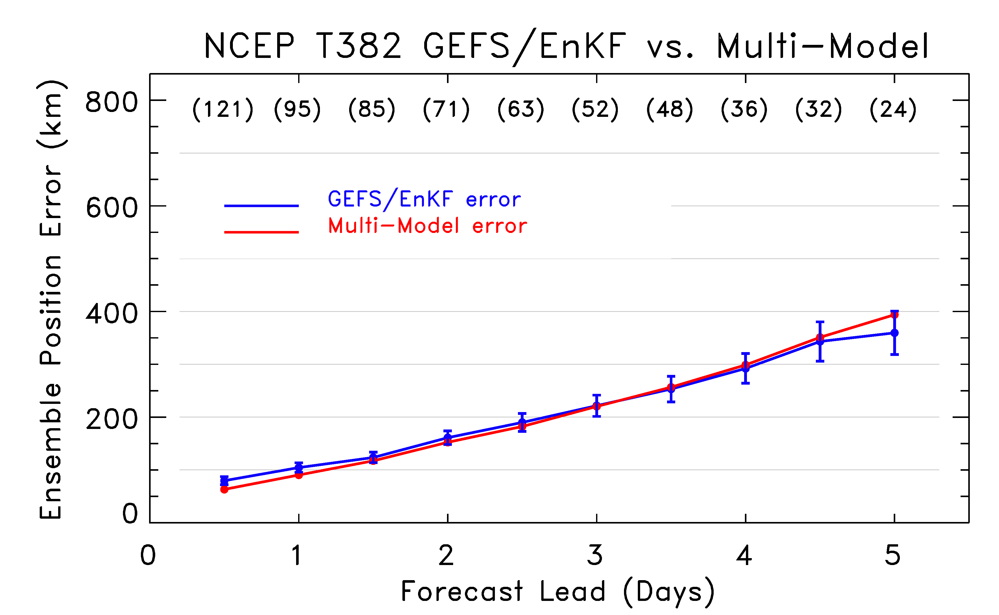 NCEP T382 GEFS/EnKF vs. Multi-Model
Ensemble Position Error (km)
800
600
400
200
0
(121) (95) (85) (71) (63) (52) (48) (36) (32) (24)
GEFS/EnKF error
Multi-Model error
0 1 2 3 4 5
Forecast Lead (Days)